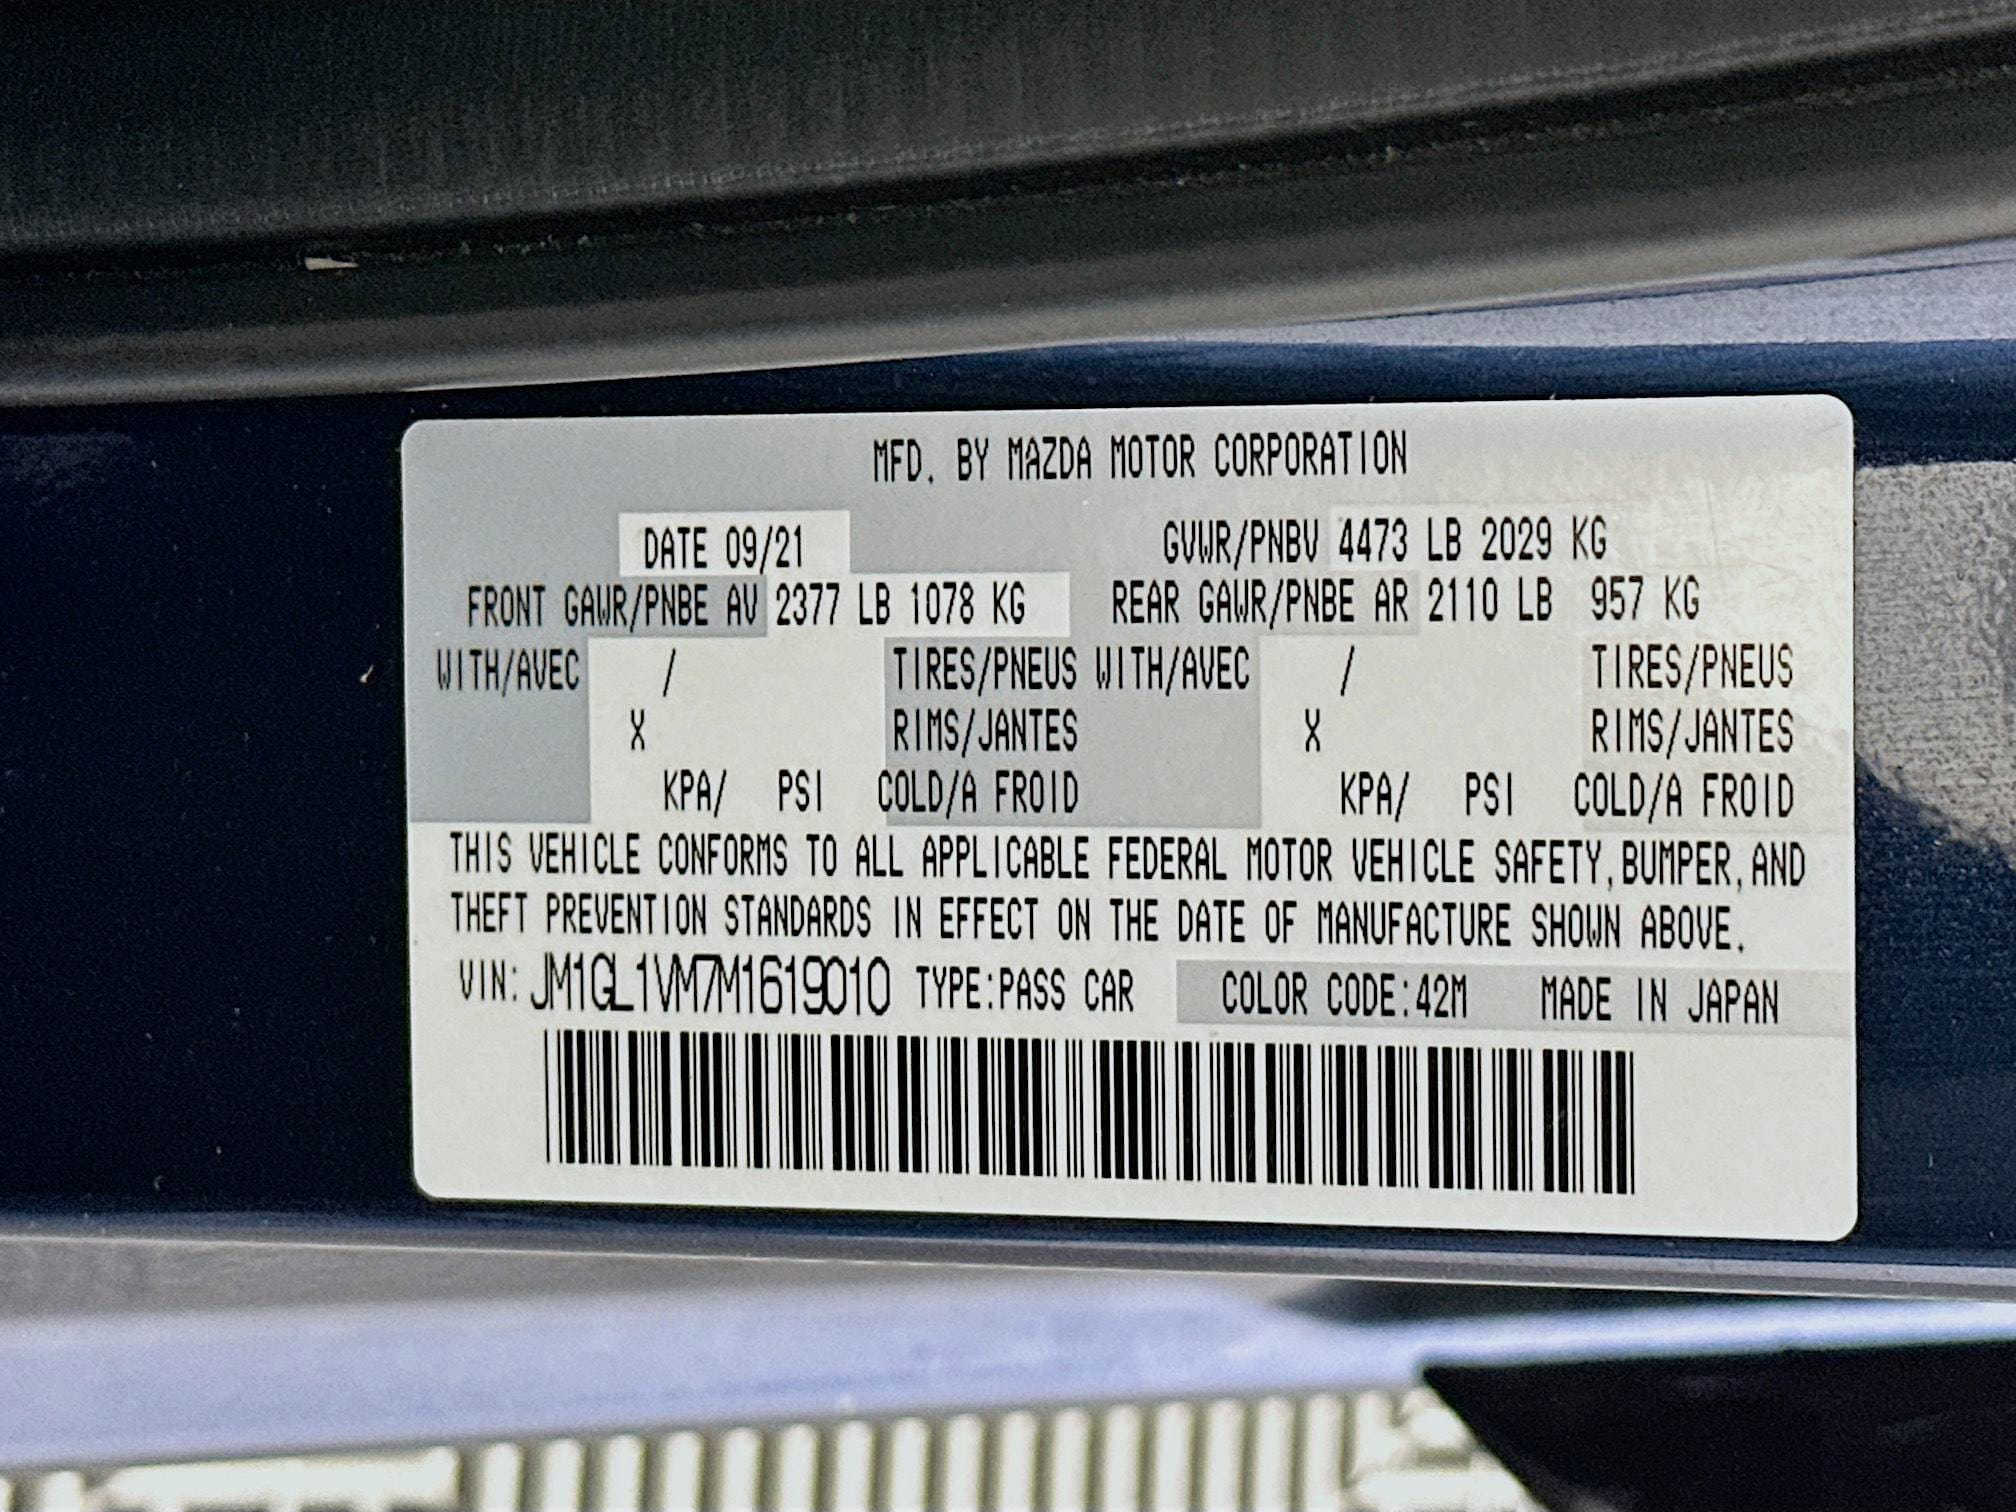 MFD. BY MAZDA MOTOR CORPORATION
DATE 09/21 GVWR/PNBV 4473 LB 2029 KG
FRONT GAWR/PNBE AV 2377 LB 1078 KG REAR GAWR/PNBE AR 2110 LB 957 KG
WITH/AVEC / TIRES/PNEUS WITH/AVEC / TIRES/PNEUS
X RIMS/JANTES X RIMS/JANTES
KPA/ PSI COLD/A FROID KPA/ PSI COLD/A FROID
THIS VEHICLE CONFORMS TO ALL APPLICABLE FEDERAL MOTOR VEHICLE SAFETY, BUMPER, AND
THEFT PREVENTION STANDARDS IN EFFECT ON THE DATE OF MANUFACTURE SHOWN ABOVE.
VIN: JM1GL1VM7M1619010 TYPE:PASS CAR COLOR CODE:42M MADE IN JAPAN